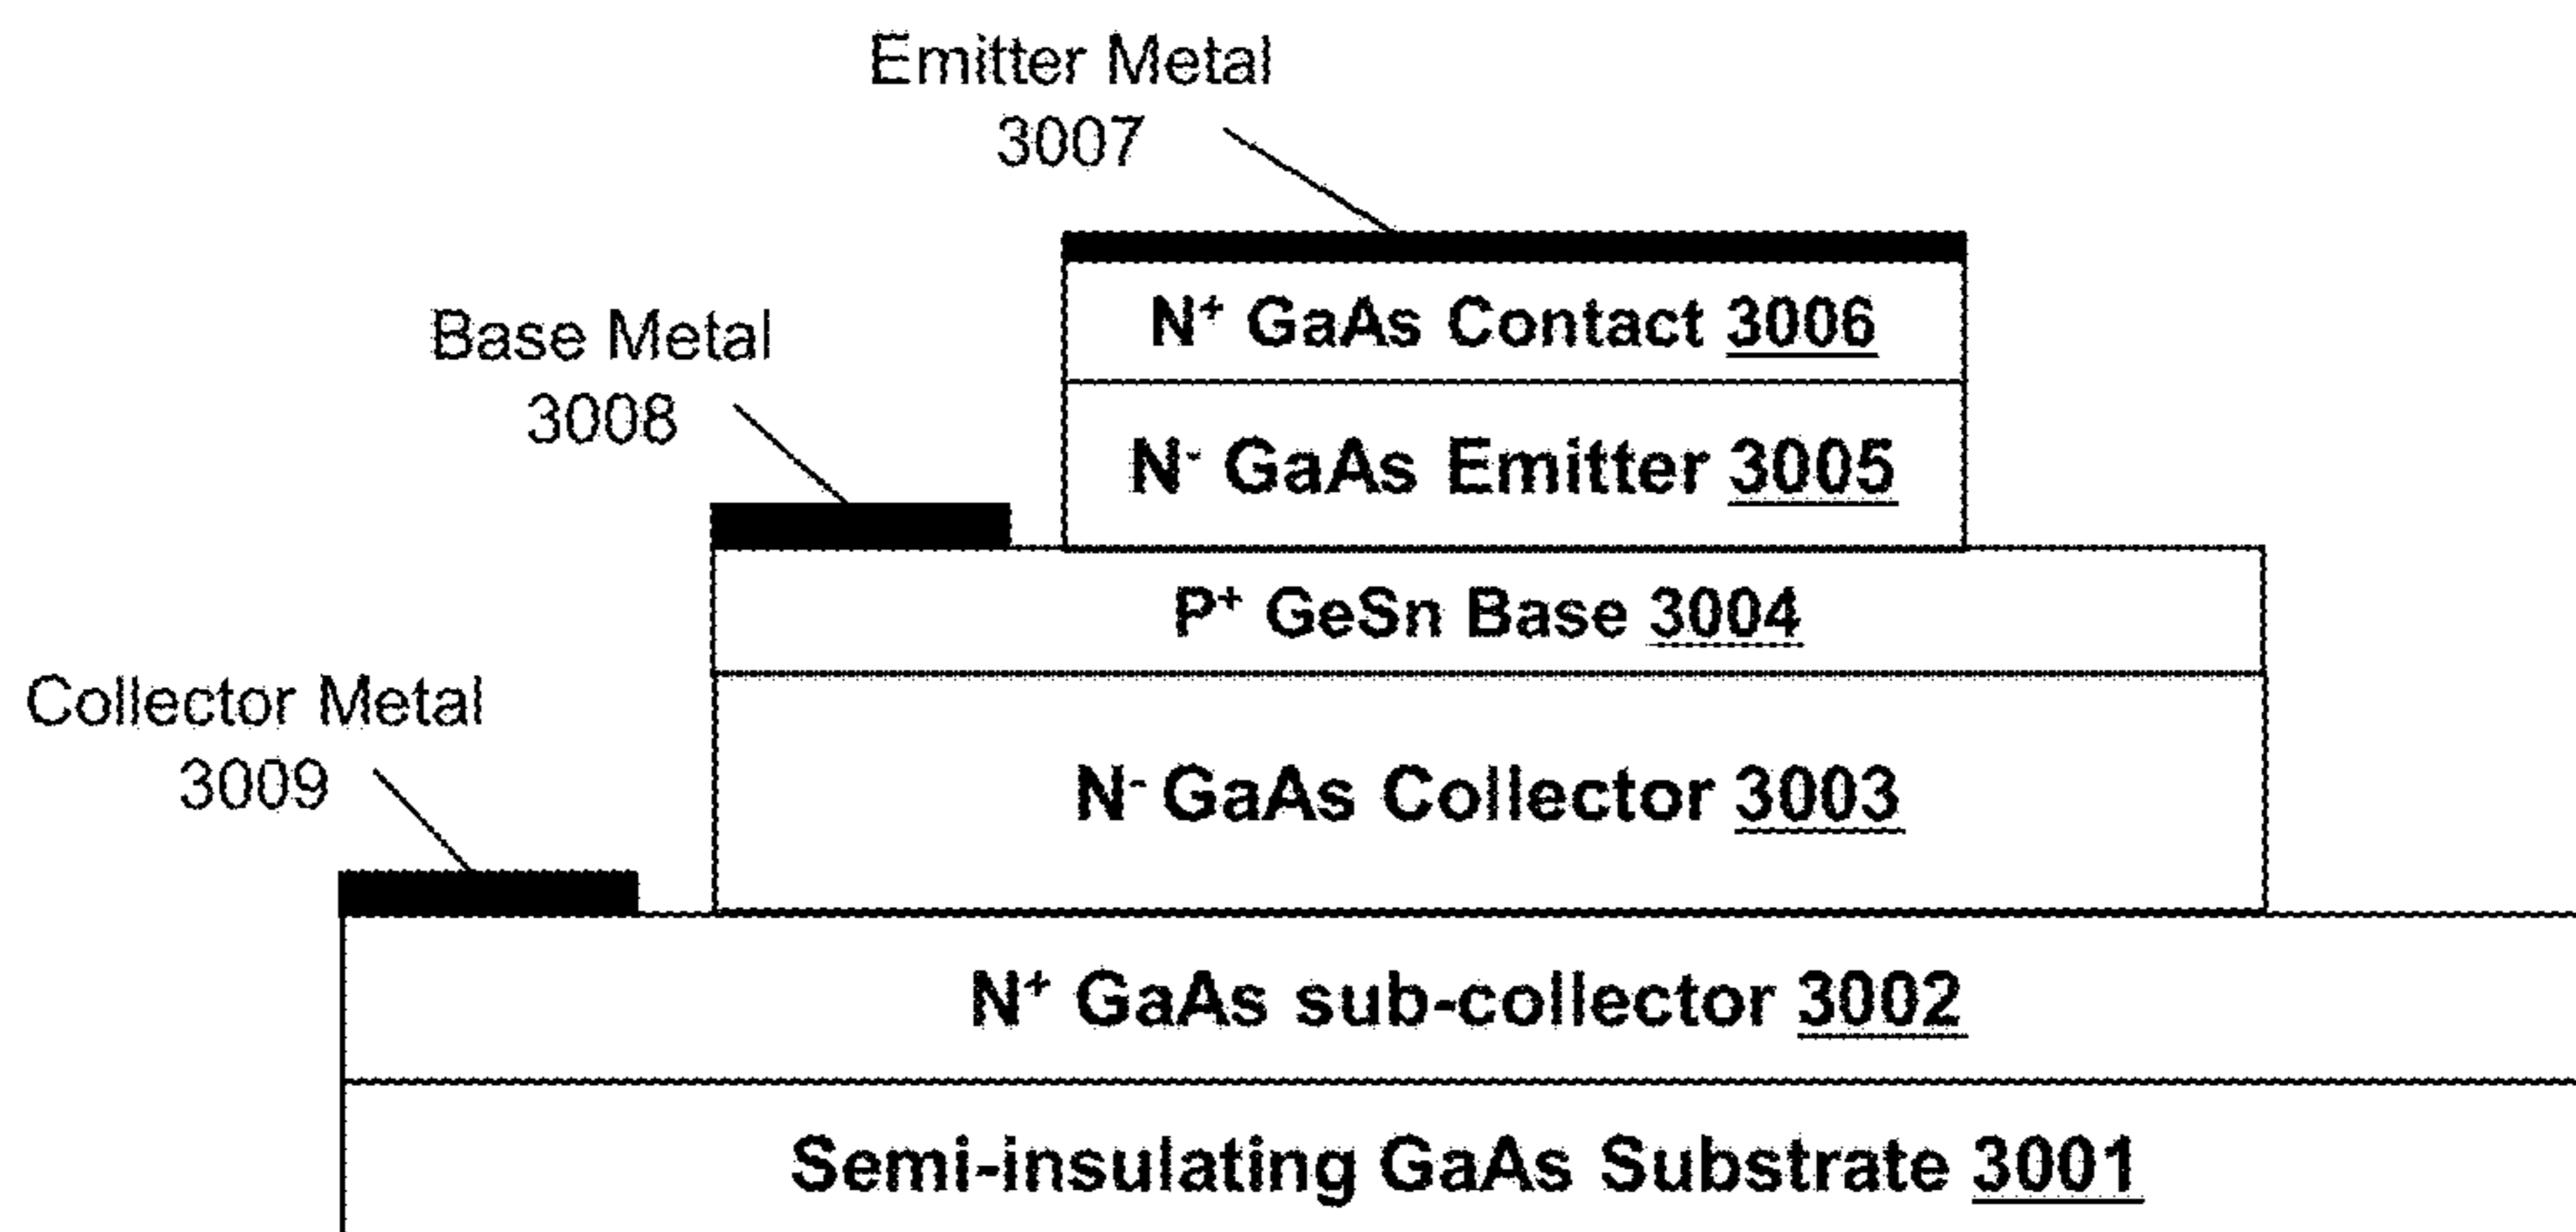 Emitter Metal
3007
N⁺ GaAs Contact 3006
Base Metal
3008
N⁻ GaAs Emitter 3005
P⁺ GeSn Base 3004
Collector Metal
3009
N⁻ GaAs Collector 3003
N⁺ GaAs sub-collector 3002
Semi-insulating GaAs Substrate 3001